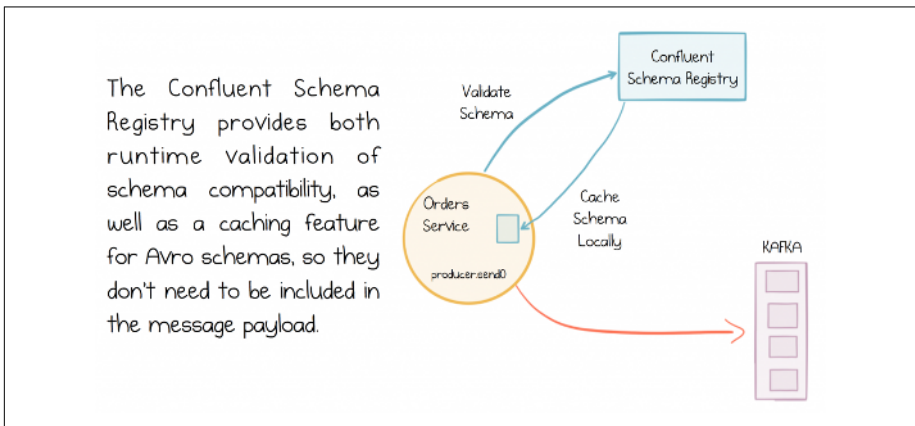 The Confluent Schema
Registry provides both
runtime validation of
schema compatibility, as
well as a caching feature
for Avro schemas, so they
don't need to be included in
the message payload.
Confluent
Schema Registry
Validate
Schema
Orders
Service
producer.send()
Cache
Schema
Locally
KAFKA